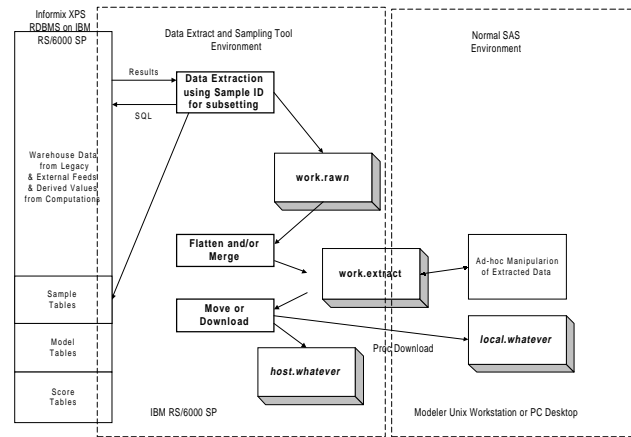 Informix XPS
RDBMS on IBM
RS/6000 SP
Data Extract and Sampling Tool
Environment
Normal SAS
Environment
Results
SQL
Data Extraction
using Sample ID
for subsetting
Warehouse Data
from Legacy
& External Feeds
& Derived Values
from Computations
work.rawn
Flatten and/or
Merge
work.extract
Ad-hoc Manipularion
of Extracted Data
Sample
Tables
Move or
Download
Model
Tables
Proc Download
local.whatever
host.whatever
Score
Tables
IBM RS/6000 SP
Modeler Unix Workstation or PC Desktop